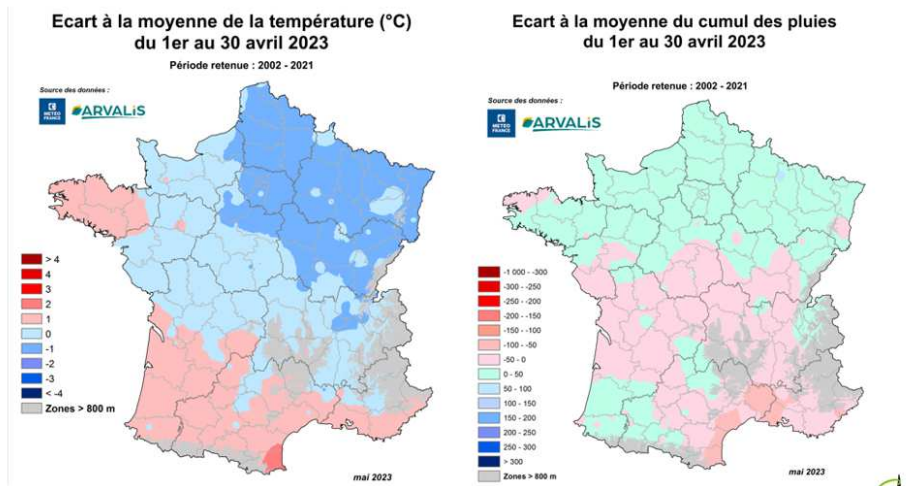 Ecart à la moyenne de la température (°C)
du 1er au 30 avril 2023
Période retenue : 2002 - 2021
Source des données :
METEO
FRANCE
ARVALIS
> 4
4
3
2
1
0
-1
-2
-3
< -4
Zones > 800 m
mai 2023
Ecart à la moyenne du cumul des pluies
du 1er au 30 avril 2023
Période retenue : 2002 - 2021
Source des données :
METEO
FRANCE
ARVALIS
-1 000 - -300
-300 - -250
-250 - -200
-200 - -150
-150 - -100
-100 - -50
-50 - 0
0 - 50
50 - 100
100 - 150
150 - 200
200 - 250
250 - 300
> 300
Zones > 800 m
mai 2023